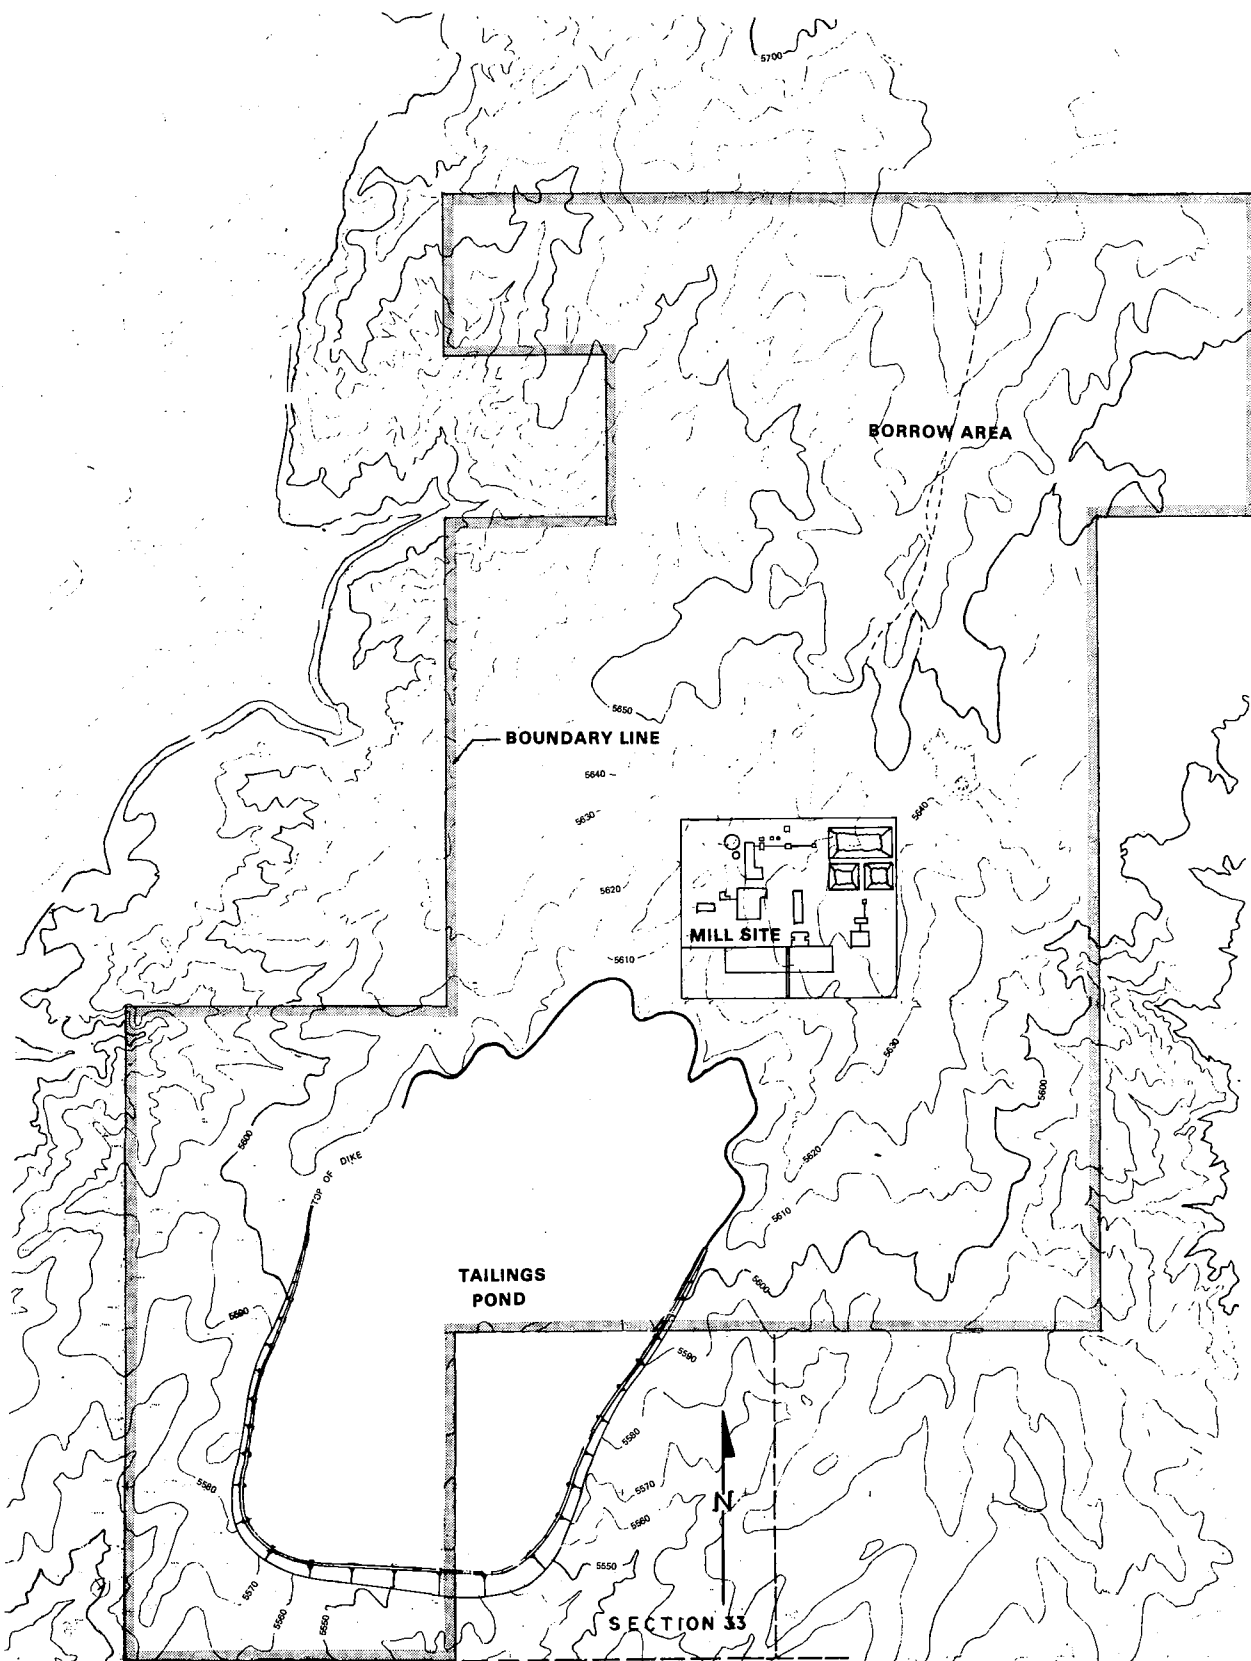 5700
BORROW AREA
5650
BOUNDARY LINE
5640
5630
5640
5620
MILL SITE
5610
5630
5600
5600
5620
TOP OF DIKE
5610
TAILINGS
POND
5600
5590
5590
5580
5580
5570
N
5560
5550
5570
5560
5550
SECTION 33